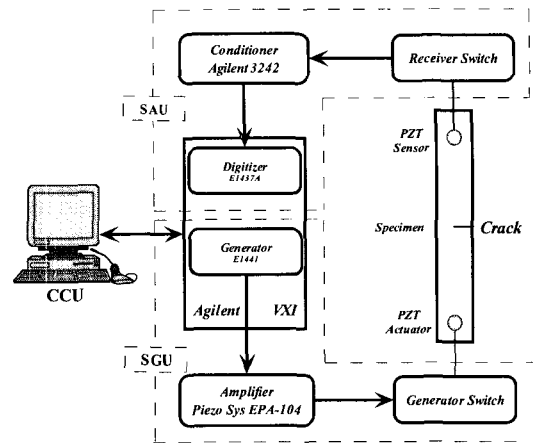 Conditioner
Agilent 3242
Receiver Switch
SAU
PZT
Sensor
Digitizer
E1437A
Specimen
Crack
Generator
E1441
CCU
Agilent VXI
PZT
Actuator
SGU
Amplifier
Piezo Sys EPA-104
Generator Switch